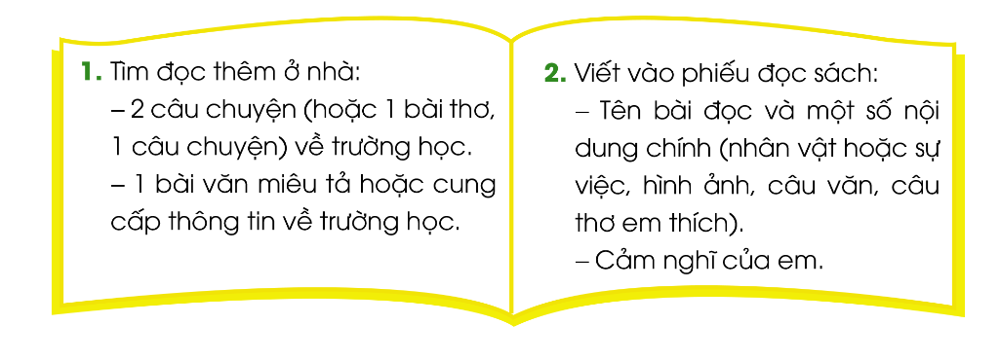 1. Tìm đọc thêm ở nhà:
– 2 câu chuyện (hoặc 1 bài thơ,
1 câu chuyện) về trường học.
– 1 bài văn miêu tả hoặc cung
cấp thông tin về trường học.
2. Viết vào phiếu đọc sách:
– Tên bài đọc và một số nội
dung chính (nhân vật hoặc sự
việc, hình ảnh, câu văn, câu
thơ em thích).
– Cảm nghĩ của em.